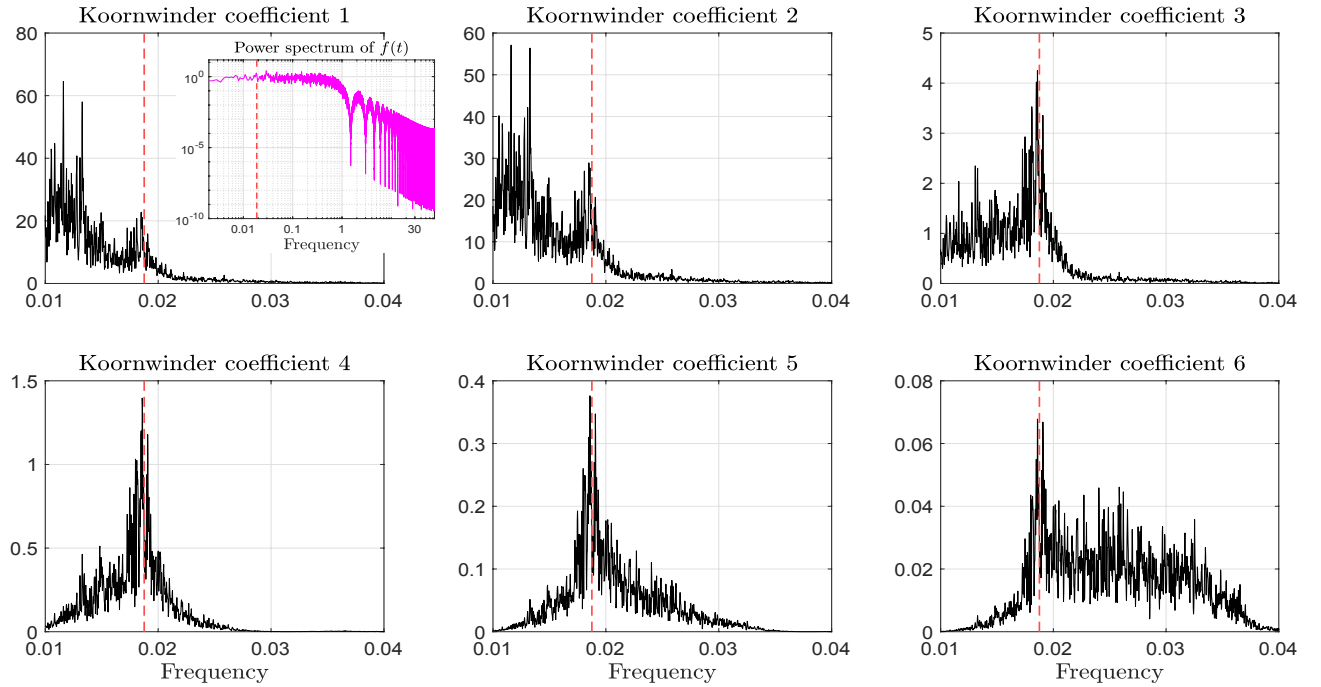 Koornwinder coefficient 1
80
60
40
20
0
0.01 0.02 0.03 0.04
Power spectrum of f(t)
10^0
10^-5
10^-10
0.01 0.1 1 30
Frequency
Koornwinder coefficient 2
60
50
40
30
20
10
0
0.01 0.02 0.03 0.04
Koornwinder coefficient 3
5
4
3
2
1
0
0.01 0.02 0.03 0.04
Koornwinder coefficient 4
1.5
1
0.5
0
0.01 0.02 0.03 0.04
Frequency
Koornwinder coefficient 5
0.4
0.3
0.2
0.1
0
0.01 0.02 0.03 0.04
Frequency
Koornwinder coefficient 6
0.08
0.06
0.04
0.02
0
0.01 0.02 0.03 0.04
Frequency